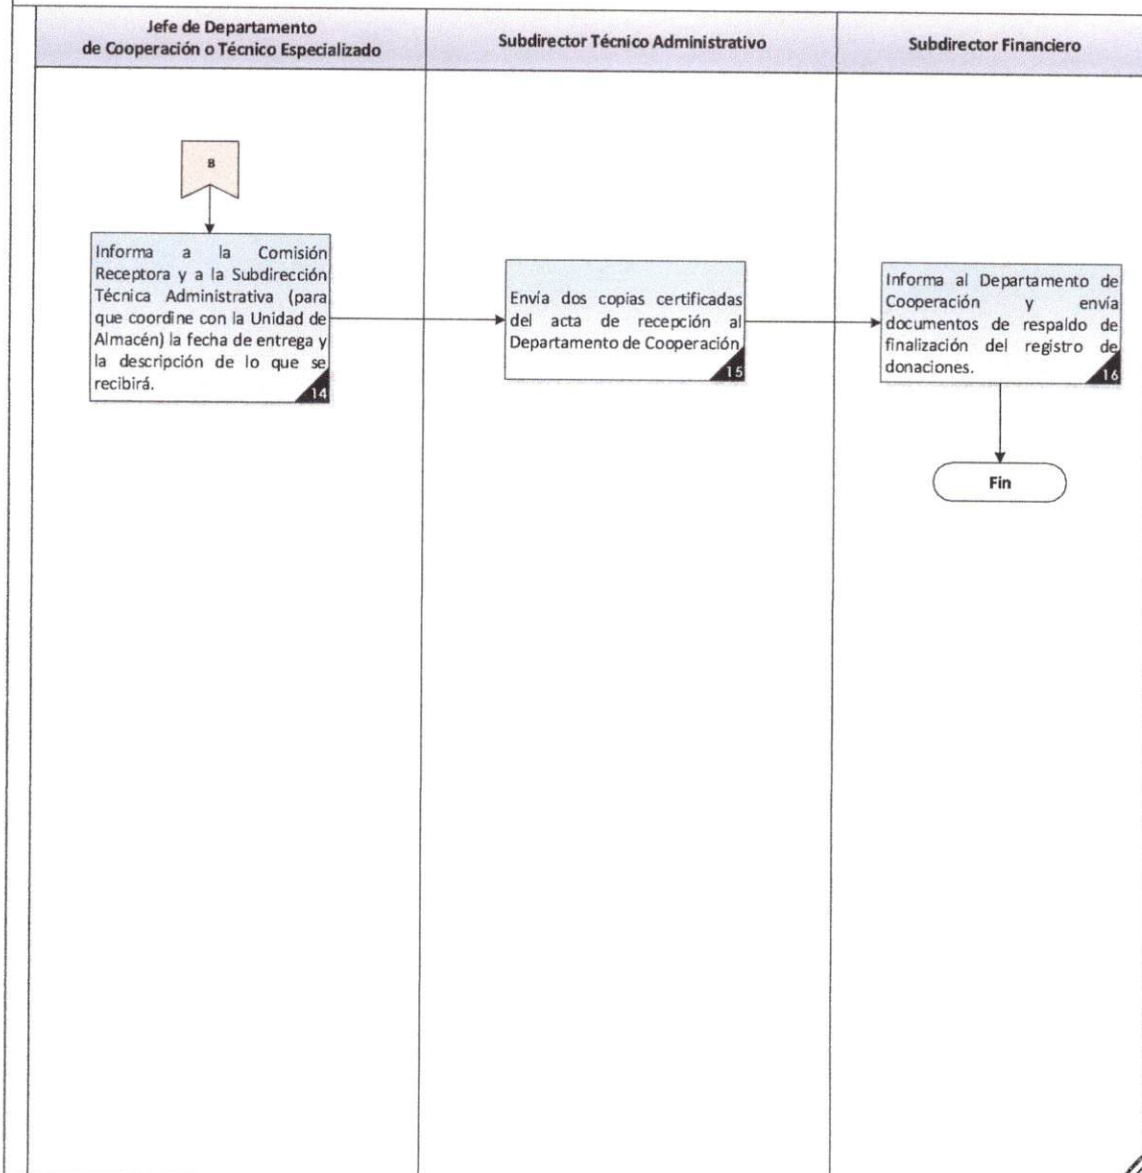 Jefe de Departamento
de Cooperación o Técnico Especializado
Subdirector Técnico Administrativo
Subdirector Financiero
B
Informa a la Comisión
Receptora y a la Subdirección
Técnica Administrativa (para
que coordine con la Unidad de
Almacén) la fecha de entrega y
la descripción de lo que se
recibirá.
14
Envía dos copias certificadas
del acta de recepción al
Departamento de Cooperación
15
Informa al Departamento de
Cooperación y envía
documentos de respaldo de
finalización del registro de
donaciones.
16
Fin